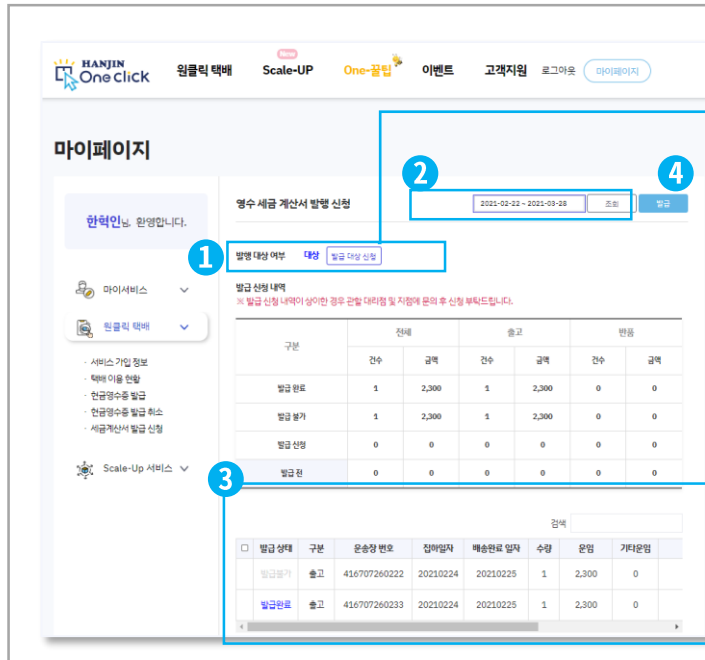 New
HANJIN
One click
원클릭 택배 Scale-UP One-꿀팁 이벤트 고객지원 로그아웃 마이페이지
마이페이지
한혁인님, 환영합니다.
마이서비스
원클릭 택배
· 서비스 가입 정보
· 택배 이용 현황
· 현금영수증 발급
· 현금영수증 발급 취소
· 세금계산서 발급 신청
Scale-Up 서비스
2 4
영수 세금 계산서 발행 신청 2021-02-22 ~ 2021-03-28 조회 발급
1
발행 대상 여부 대상 발급 대상 신청
발급 신청 내역
※ 발급 신청 내역이 상이한 경우 관할 대리점 및 지점에 문의 후 신청 부탁드립니다.
구분 전체 출고 반품
건수 금액 건수 금액 건수 금액
발급 완료 1 2,300 1 2,300 0 0
발급 불가 1 2,300 1 2,300 0 0
발급 신청 0 0 0 0 0 0
발급 전 0 0 0 0 0 0
3
검색
발급 상태 구분 운송장 번호 집하일자 배송완료 일자 수량 운임 기타운임
발급불가 출고 416707260222 20210224 20210225 1 2,300 0
발급완료 출고 416707260233 20210224 20210225 1 2,300 0